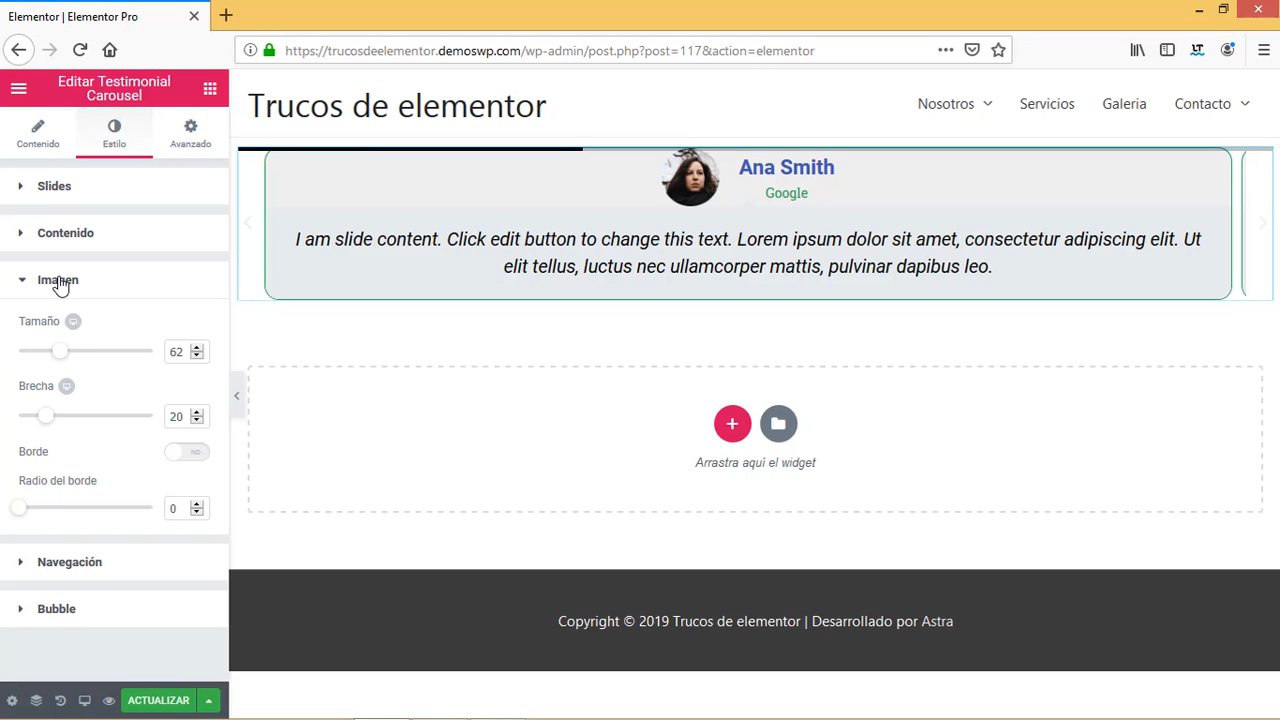 Elementor | Elementor Pro
https://trucosdeelementor.demoswp.com/wp-admin/post.php?post=117&action=elementor
Editar Testimonial
Carousel
Contenido
Estilo
Avanzado
Slides
Contenido
Imagen
Tamaño
62
Brecha
20
Borde
NO
Radio del borde
0
Navegación
Bubble
ACTUALIZAR
Trucos de elementor
Nosotros
Servicios
Galeria
Contacto
Ana Smith
Google
I am slide content. Click edit button to change this text. Lorem ipsum dolor sit amet, consectetur adipiscing elit. Ut
elit tellus, luctus nec ullamcorper mattis, pulvinar dapibus leo.
Arrastra aquí el widget
Copyright © 2019 Trucos de elementor | Desarrollado por Astra